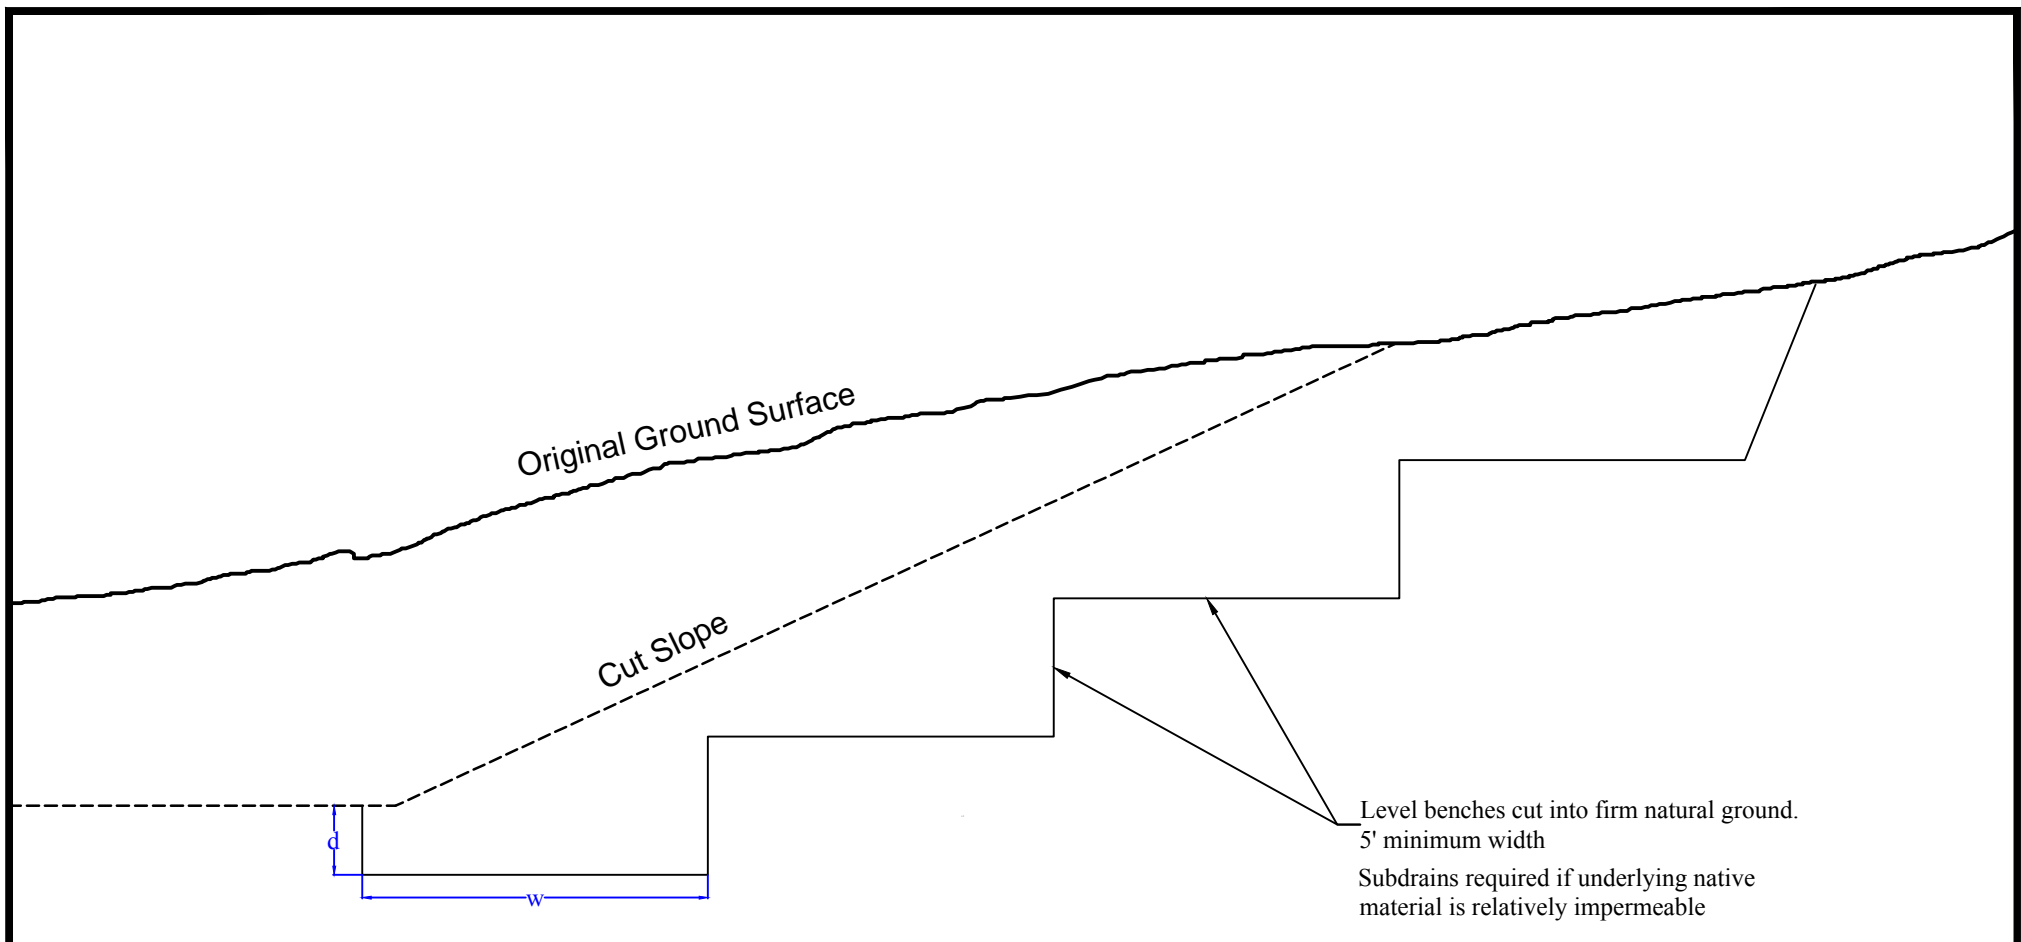 Original Ground Surface
Cut Slope
d
w
Level benches cut into firm natural ground.
5' minimum width
Subdrains required if underlying native
material is relatively impermeable